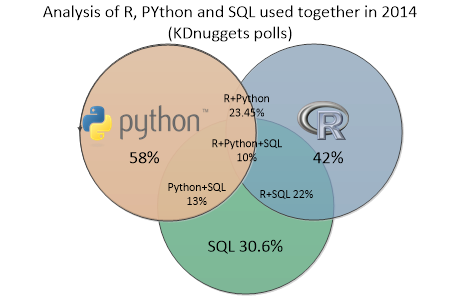 Analysis of R, PYthon and SQL used together in 2014
(KDnuggets polls)
R+Python
23.45%
python™
R
58%
R+Python+SQL
10%
42%
Python+SQL
13%
R+SQL 22%
SQL 30.6%